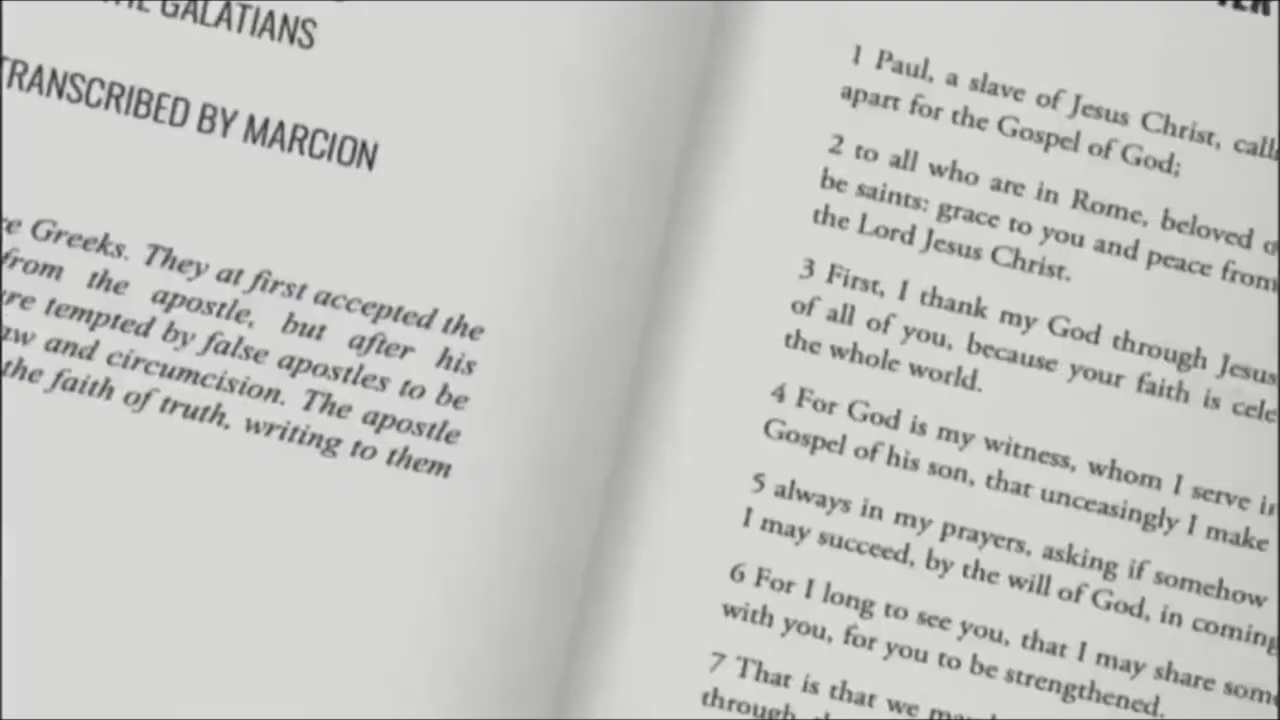 GALATIANS
TRANSCRIBED BY MARCION
Greeks. They at first accepted the
from the apostle, but after his
tempted by false apostles to be
and circumcision. The apostle
the faith of truth, writing to them
1 Paul, a slave of Jesus Christ,
apart for the Gospel of God;
2 to all who are in Rome, beloved
be saints: grace to you and peace from
the Lord Jesus Christ.
3 First, I thank my God through Jesus
of all of you, because your faith is
the whole world.
4 For God is my witness, whom I serve
Gospel of his son, that unceasingly I make
5 always in my prayers, asking if somehow
I may succeed, by the will of God, in coming
6 For I long to see you, that I may share
with you, for you to be strengthened.
7 That is that we
through